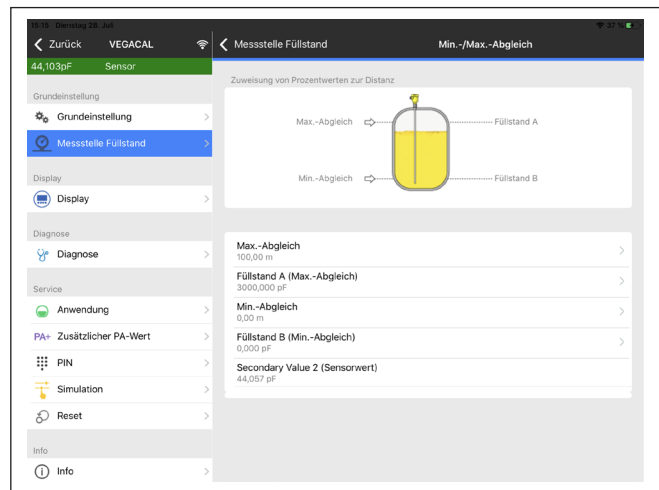 15:15 Dienstag 28. Juli
37 %
Zurück VEGACAL
44,103pF Sensor
Grundeinstellung
Grundeinstellung
Messstelle Füllstand
Display
Display
Diagnose
Diagnose
Service
Anwendung
PA+ Zusätzlicher PA-Wert
PIN
Simulation
Reset
Info
Info
Messstelle Füllstand Min.-/Max.-Abgleich
Zuweisung von Prozentwerten zur Distanz
Max.-Abgleich Füllstand A
Min.-Abgleich Füllstand B
Max.-Abgleich
100,00 m
Füllstand A (Max.-Abgleich)
3000,000 pF
Min.-Abgleich
0,00 m
Füllstand B (Min.-Abgleich)
0,000 pF
Secondary Value 2 (Sensorwert)
44,057 pF